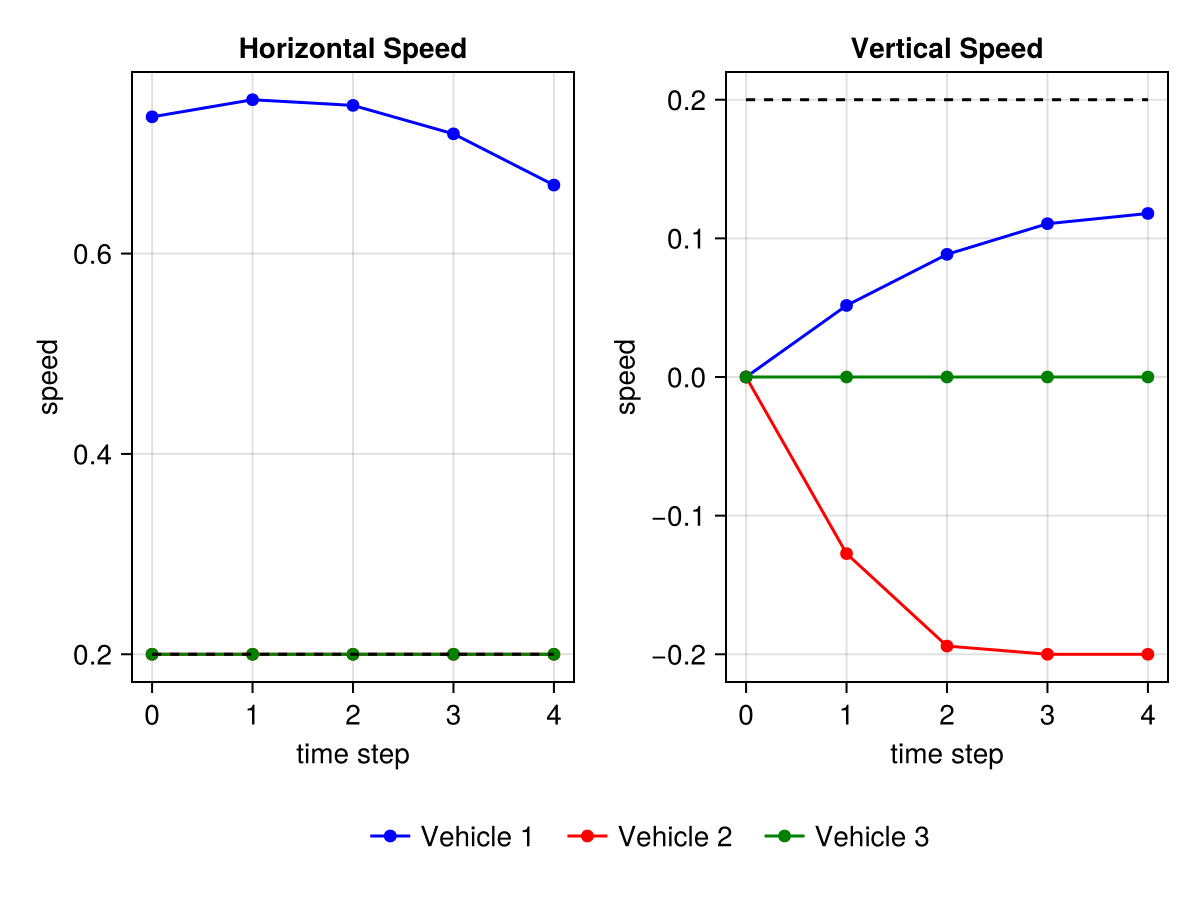 Horizontal Speed
speed
0.6
0.4
0.2
0 1 2 3 4
time step
Vertical Speed
speed
0.2
0.1
0.0
−0.1
−0.2
0 1 2 3 4
time step
Vehicle 1 Vehicle 2 Vehicle 3